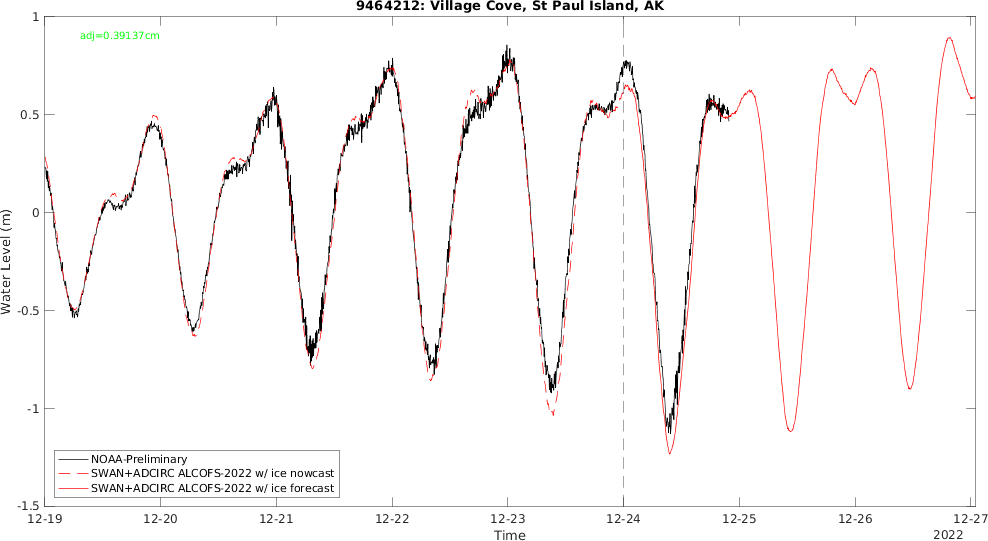 9464212: Village Cove, St Paul Island, AK
adj=0.39137cm
1
0.5
0
-0.5
-1
-1.5
Water Level (m)
NOAA-Preliminary
SWAN+ADCIRC ALCOFS-2022 w/ ice nowcast
SWAN+ADCIRC ALCOFS-2022 w/ ice forecast
12-19 12-20 12-21 12-22 12-23 12-24 12-25 12-26 12-27
Time
2022